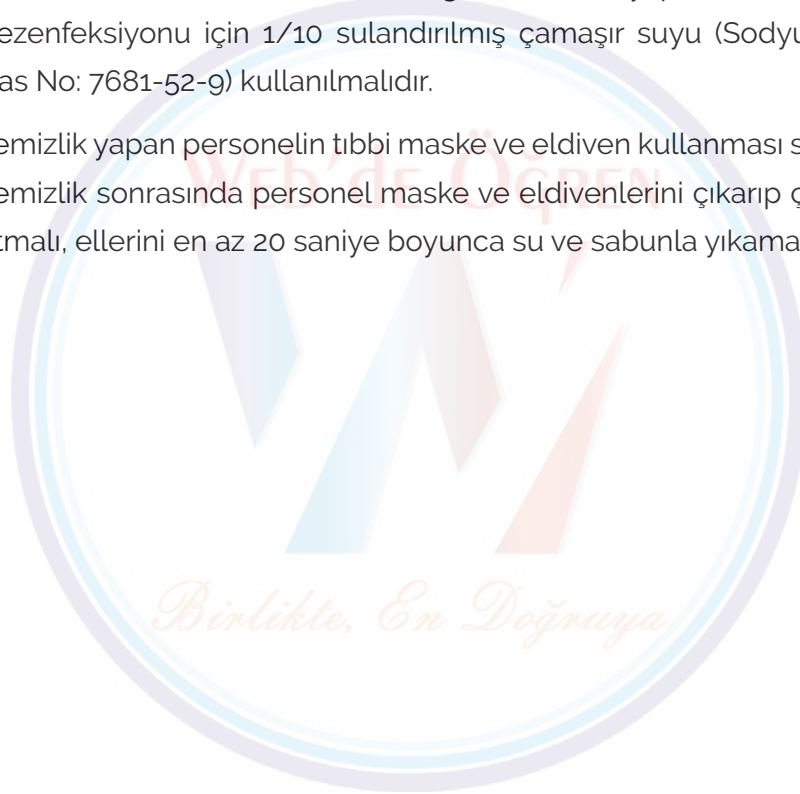 ezenfeksiyonu için 1/10 sulandırılmış çamaşır suyu (Sodyu
as No: 7681-52-9) kullanılmalıdır.
emizlik yapan personelin tıbbi maske ve eldiven kullanması s
Web'de Öğren
emizlik sonrasında personel maske ve eldivenlerini çıkarıp ç
tmalı, ellerini en az 20 saniye boyunca su ve sabunla yıkama
Birlikte, En Doğruya